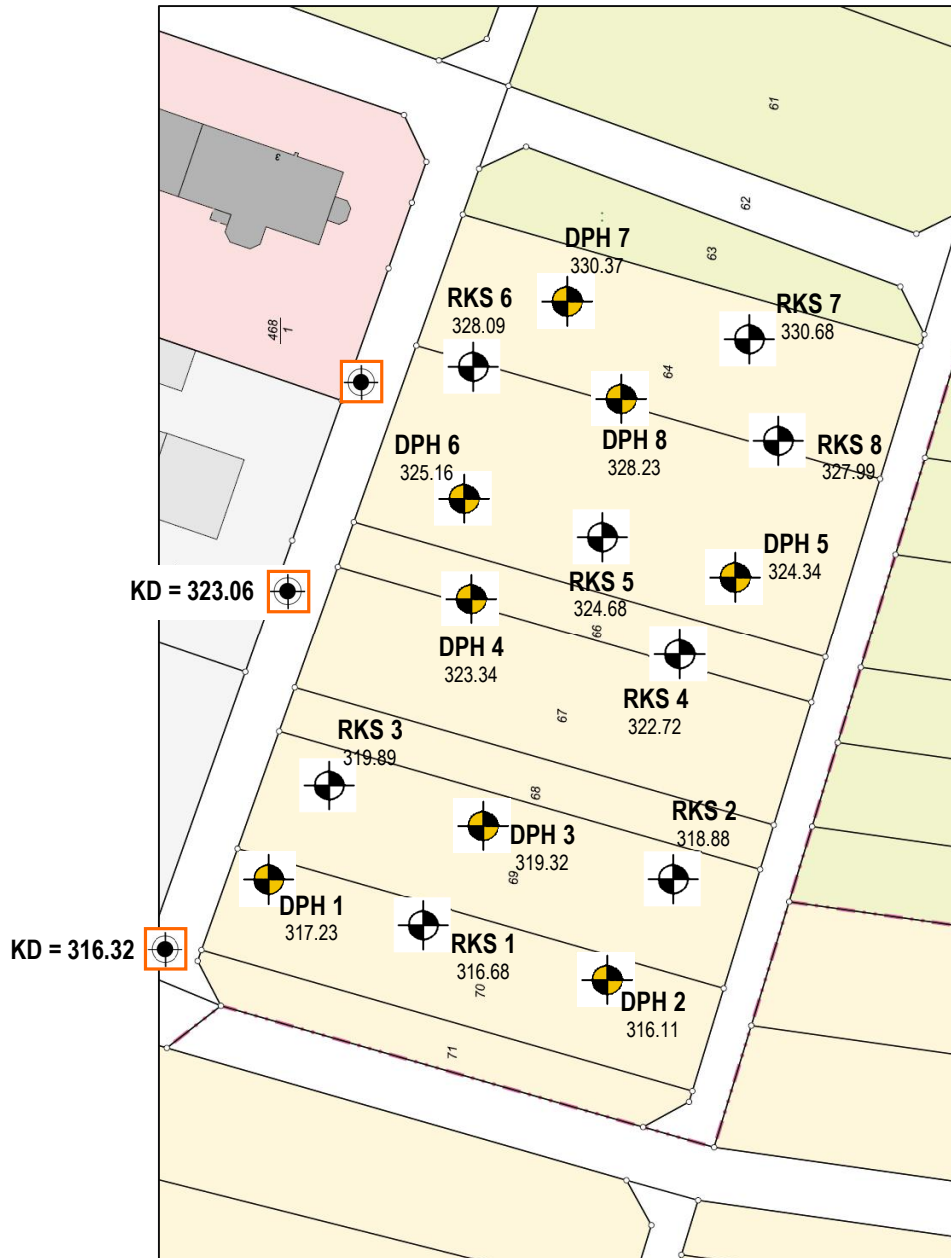 61
62
63
3
DPH 7
330.37
RKS 6
328.09
RKS 7
330.68
468
1
64
DPH 8
328.23
RKS 8
327.99
DPH 6
325.16
DPH 5
324.34
RKS 5
324.68
KD = 323.06
66
DPH 4
323.34
RKS 4
322.72
67
RKS 3
319.89
68
RKS 2
318.88
DPH 3
319.32
69
DPH 1
317.23
RKS 1
316.68
KD = 316.32
70
DPH 2
316.11
71